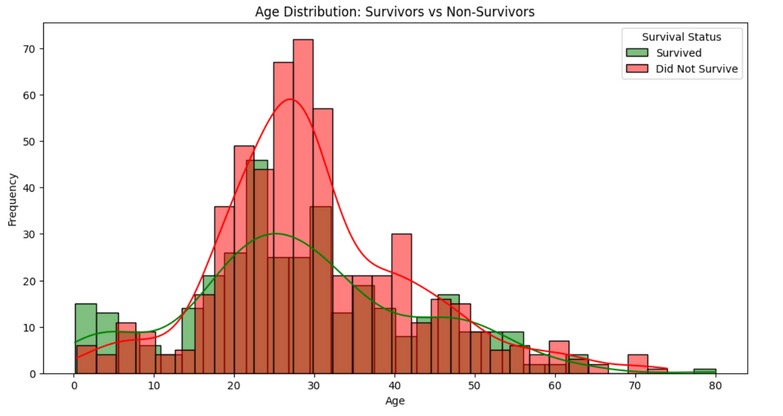 Age Distribution: Survivors vs Non-Survivors
Survival Status
Survived
Did Not Survive
Frequency
70
60
50
40
30
20
10
0
0 10 20 30 40 50 60 70 80
Age